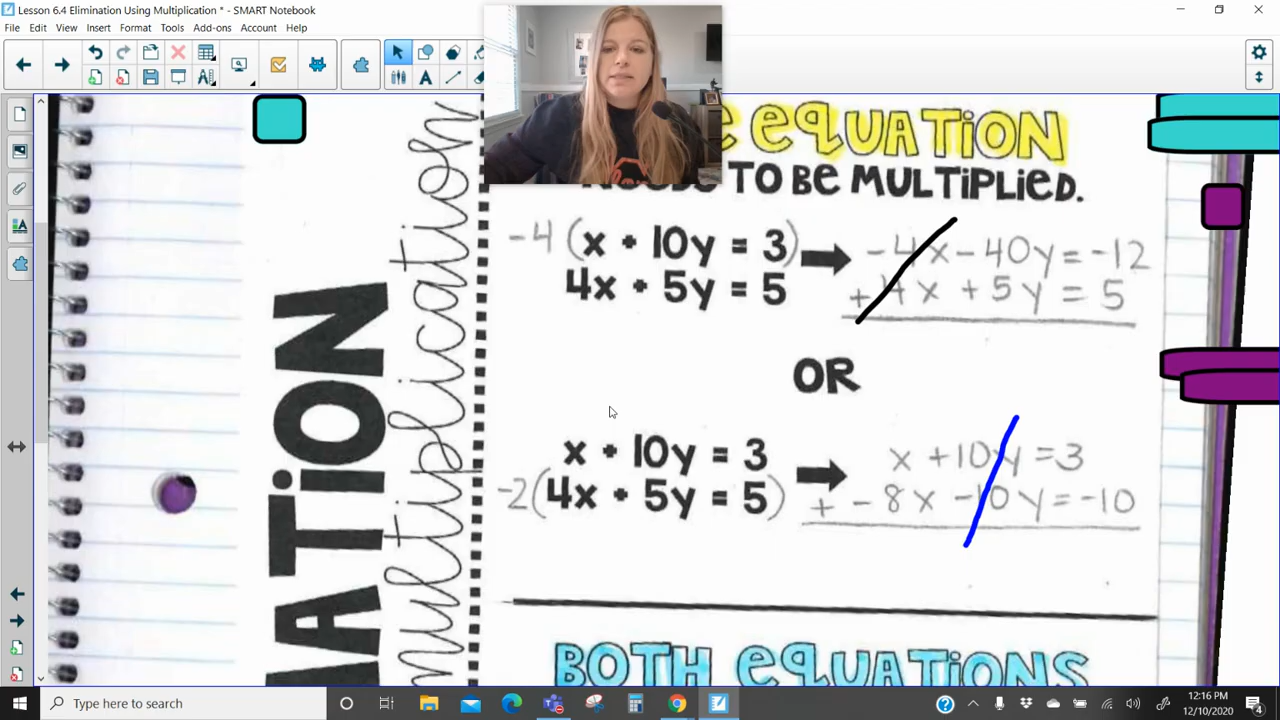 Lesson 6.4 Elimination Using Multiplication * - SMART Notebook
File Edit View Insert Format Tools Add-ons Account Help
EQUATION
TO BE MULTIPLIED.
-4(x + 10y = 3) -4x - 40y = -12
4x + 5y = 5 + 4x + 5y = 5
OR
x + 10y = 3 x + 10y = 3
-2(4x + 5y = 5) + -8x - 10y = -10
BOTH EQUATIONS
multiplication
Type here to search
12:16 PM
12/10/2020
4